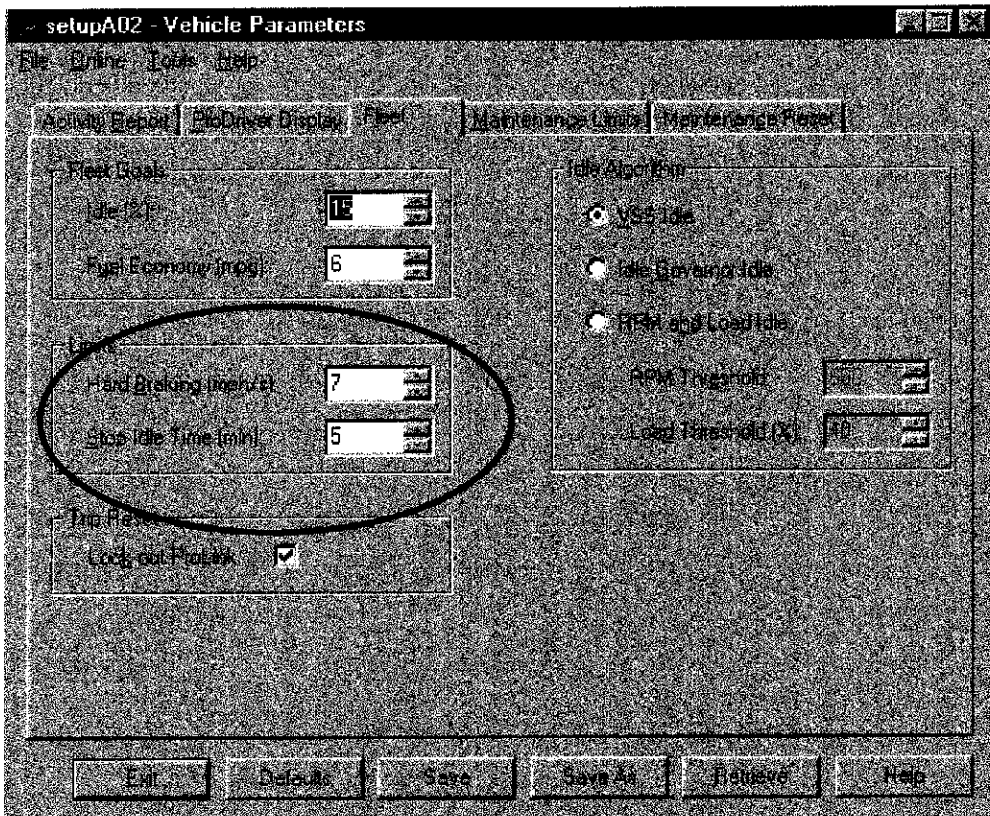 setupA02 - Vehicle Parameters
File Online Tools Help
Activity Report ProDriver Display Fleet Maintenance Limits Maintenance Reset
Fleet Goals
Idle (%)
15
Fuel Economy (mpg)
6
Limits
Hard Braking (mph/s)
7
Stop Idle Time (min)
5
Trip Reset
Lock-out ProLink
Idle Algorithm
VSS Idle
Idle Governor Idle
RPM and Load Idle
RPM Threshold
Load Threshold (%)
40
Exit Defaults Save Save As Retrieve Help